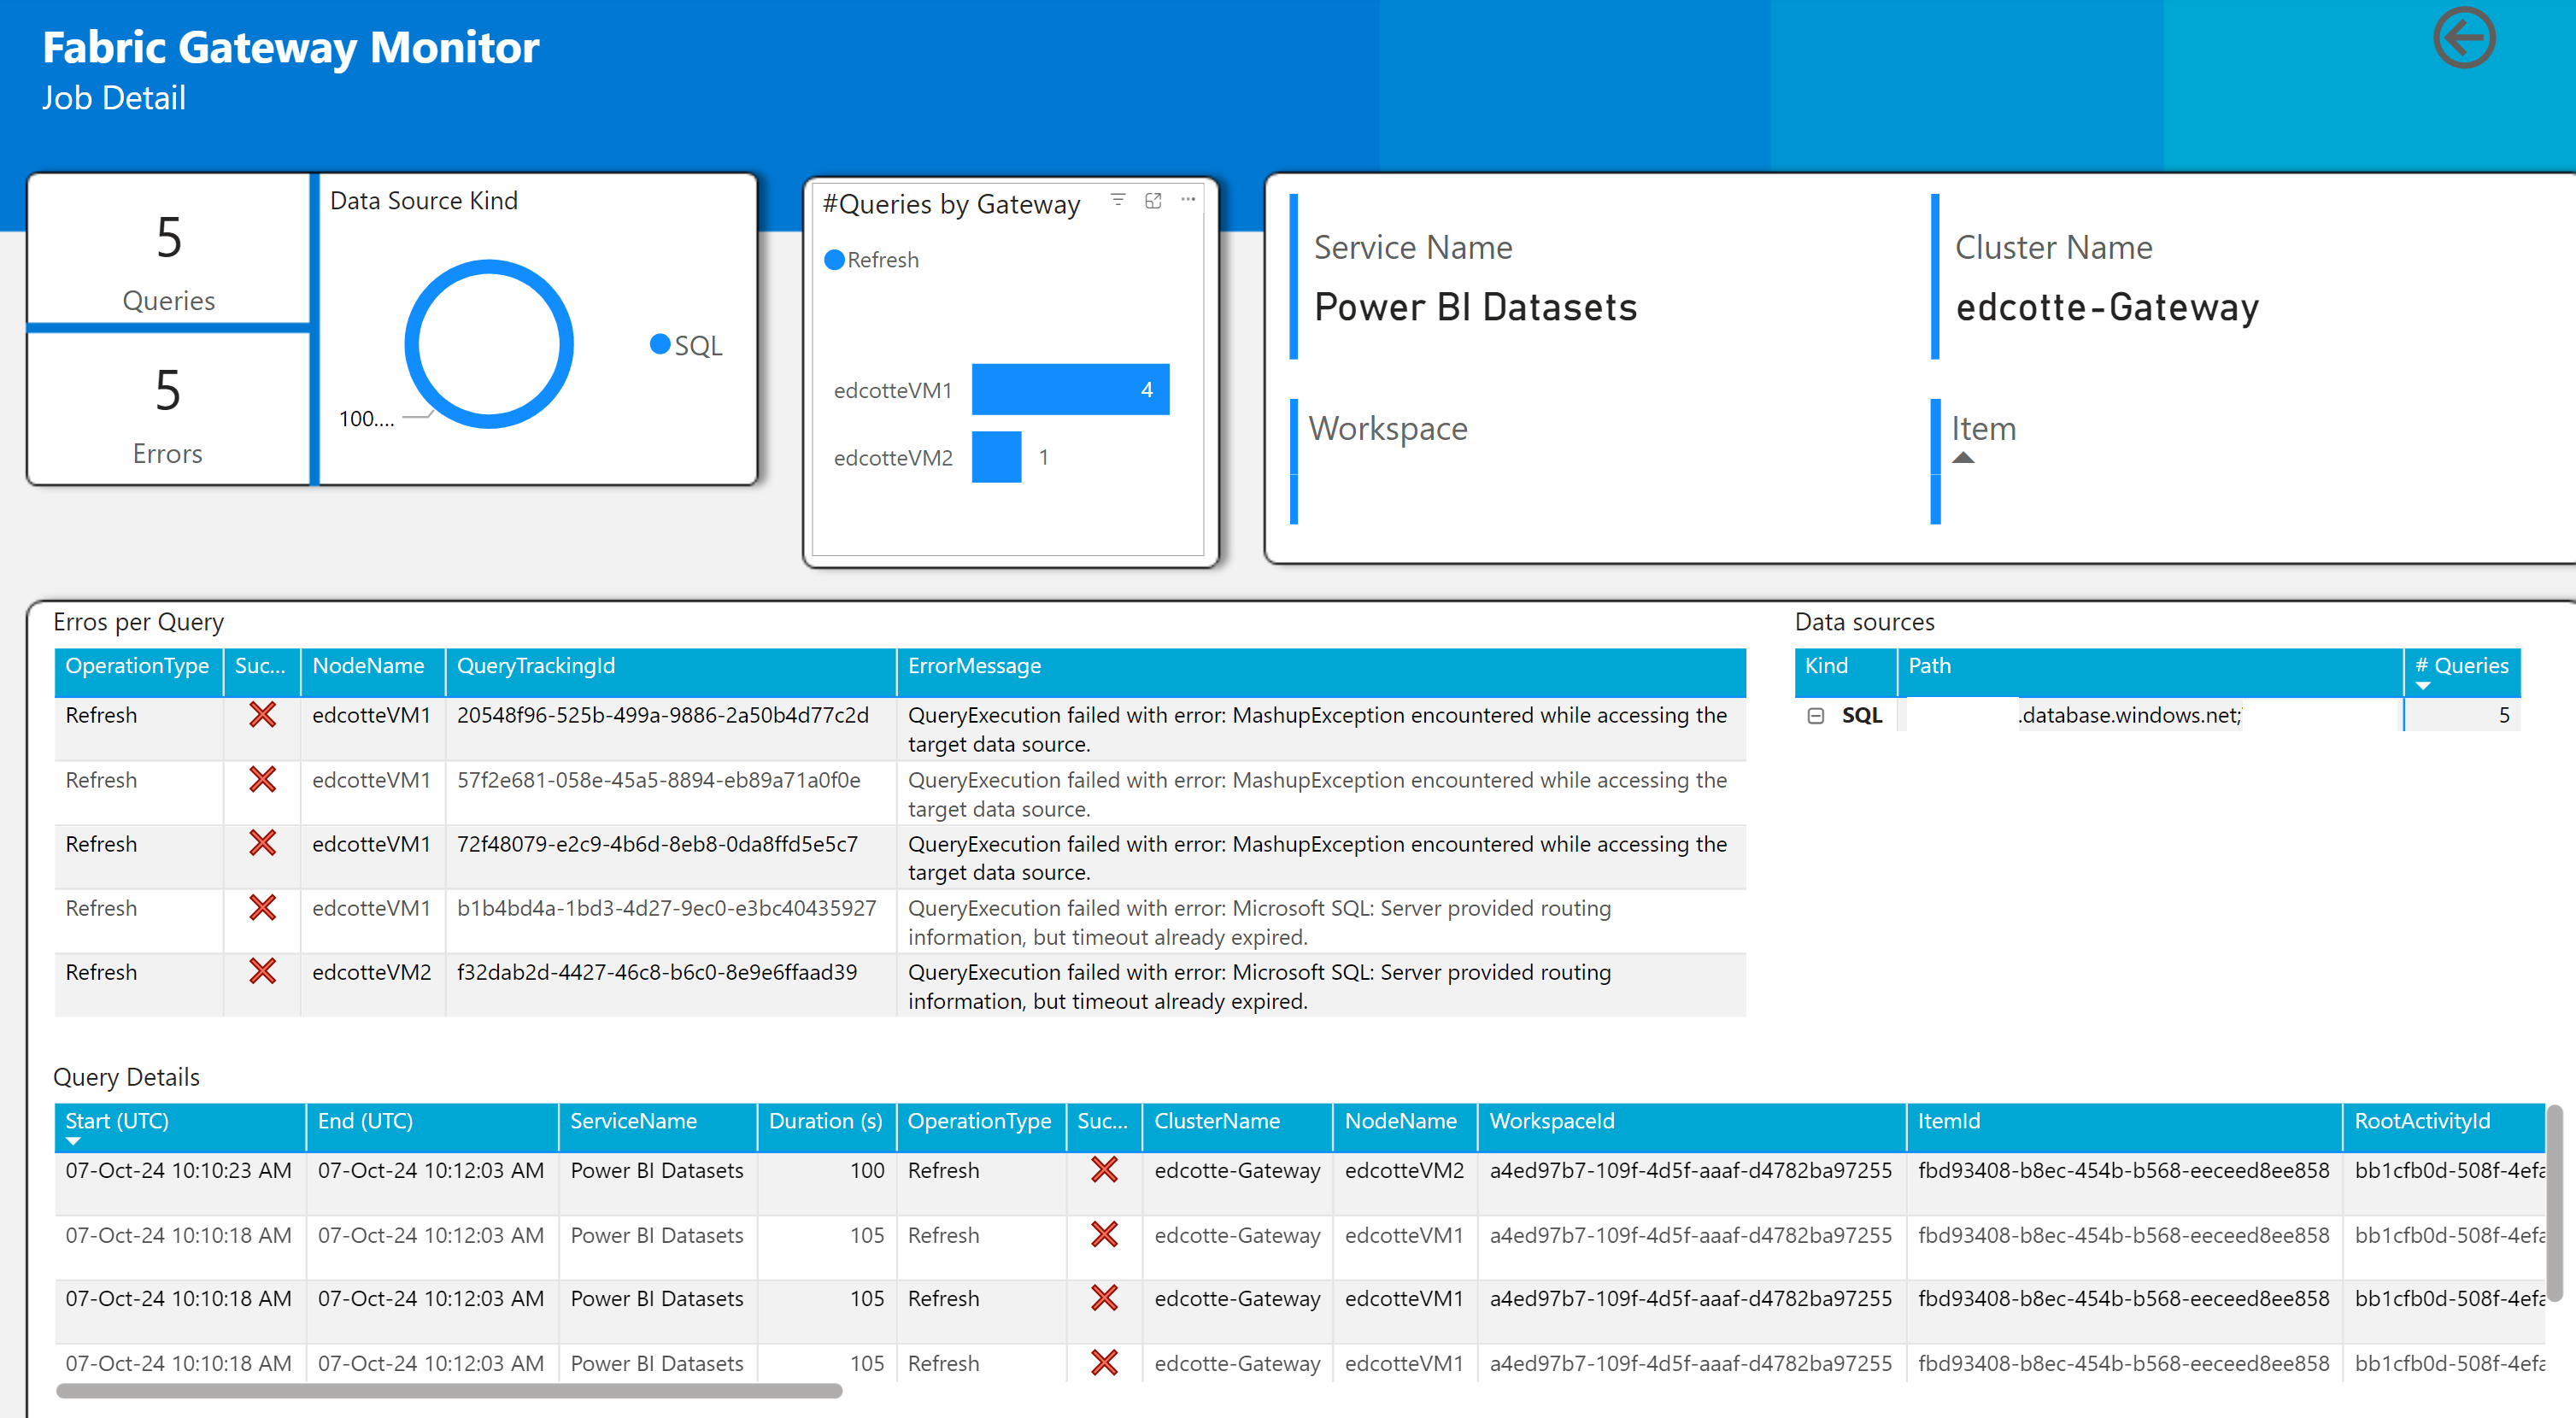 Fabric Gateway Monitor
Job Detail
5
Queries
5
Errors
Data Source Kind
SQL
100....
#Queries by Gateway
Refresh
edcotteVM1 4
edcotteVM2 1
Service Name
Power BI Datasets
Cluster Name
edcotte-Gateway
Workspace
Item
Erros per Query
OperationType Suc... NodeName QueryTrackingId ErrorMessage
Refresh edcotteVM1 20548f96-525b-499a-9886-2a50b4d77c2d QueryExecution failed with error: MashupException encountered while accessing the
target data source.
Refresh edcotteVM1 57f2e681-058e-45a5-8894-eb89a71a0f0e QueryExecution failed with error: MashupException encountered while accessing the
target data source.
Refresh edcotteVM1 72f48079-e2c9-4b6d-8eb8-0da8ffd5e5c7 QueryExecution failed with error: MashupException encountered while accessing the
target data source.
Refresh edcotteVM1 b1b4bd4a-1bd3-4d27-9ec0-e3bc40435927 QueryExecution failed with error: Microsoft SQL: Server provided routing
information, but timeout already expired.
Refresh edcotteVM2 f32dab2d-4427-46c8-b6c0-8e9e6ffaad39 QueryExecution failed with error: Microsoft SQL: Server provided routing
information, but timeout already expired.
Data sources
Kind Path # Queries
SQL .database.windows.net; 5
Query Details
Start (UTC) End (UTC) ServiceName Duration (s) OperationType Suc... ClusterName NodeName WorkspaceId ItemId RootActivityId
07-Oct-24 10:10:23 AM 07-Oct-24 10:12:03 AM Power BI Datasets 100 Refresh edcotte-Gateway edcotteVM2 a4ed97b7-109f-4d5f-aaaf-d4782ba97255 fbd93408-b8ec-454b-b568-eeceed8ee858 bb1cfb0d-508f-4efa
07-Oct-24 10:10:18 AM 07-Oct-24 10:12:03 AM Power BI Datasets 105 Refresh edcotte-Gateway edcotteVM1 a4ed97b7-109f-4d5f-aaaf-d4782ba97255 fbd93408-b8ec-454b-b568-eeceed8ee858 bb1cfb0d-508f-4efa
07-Oct-24 10:10:18 AM 07-Oct-24 10:12:03 AM Power BI Datasets 105 Refresh edcotte-Gateway edcotteVM1 a4ed97b7-109f-4d5f-aaaf-d4782ba97255 fbd93408-b8ec-454b-b568-eeceed8ee858 bb1cfb0d-508f-4efa
07-Oct-24 10:10:18 AM 07-Oct-24 10:12:03 AM Power BI Datasets 105 Refresh edcotte-Gateway edcotteVM1 a4ed97b7-109f-4d5f-aaaf-d4782ba97255 fbd93408-b8ec-454b-b568-eeceed8ee858 bb1cfb0d-508f-4efa